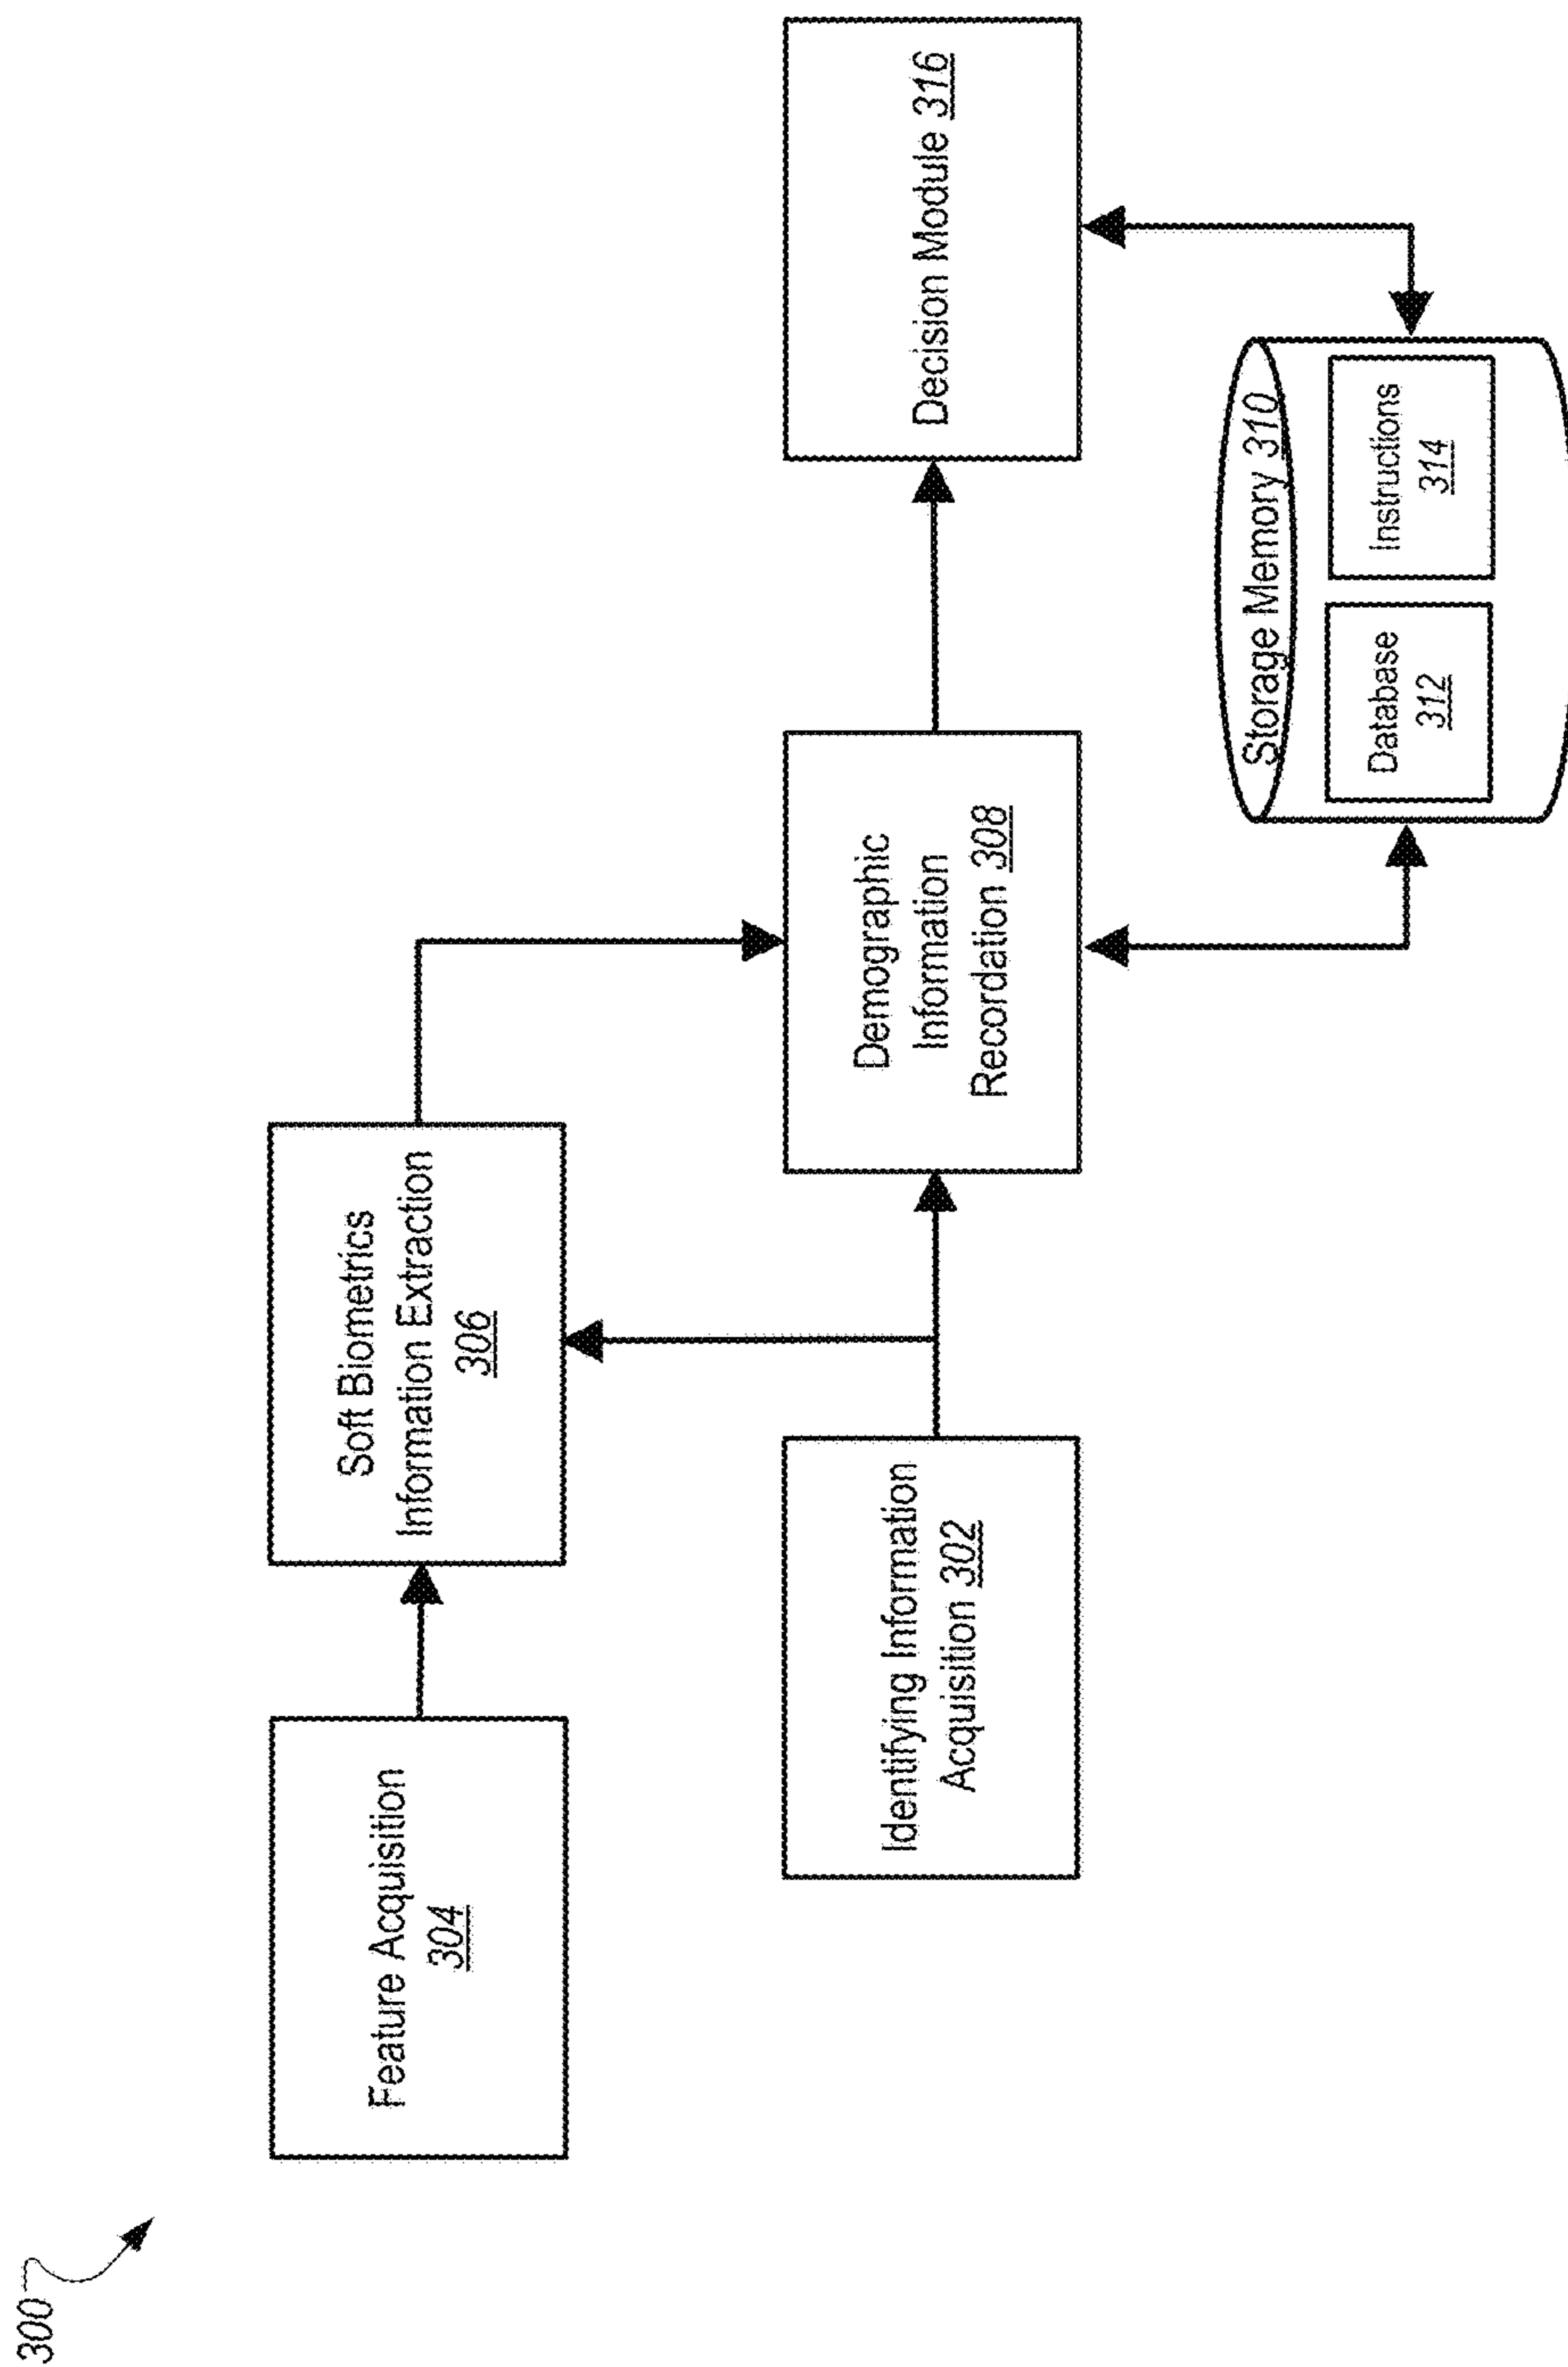 300
Feature Acquisition
304
Soft Biometrics
Information Extraction
306
Identifying Information
Acquisition 302
Demographic
Information
Recordation 308
Decision Module 316
Storage Memory 310
Database
312
Instructions
314